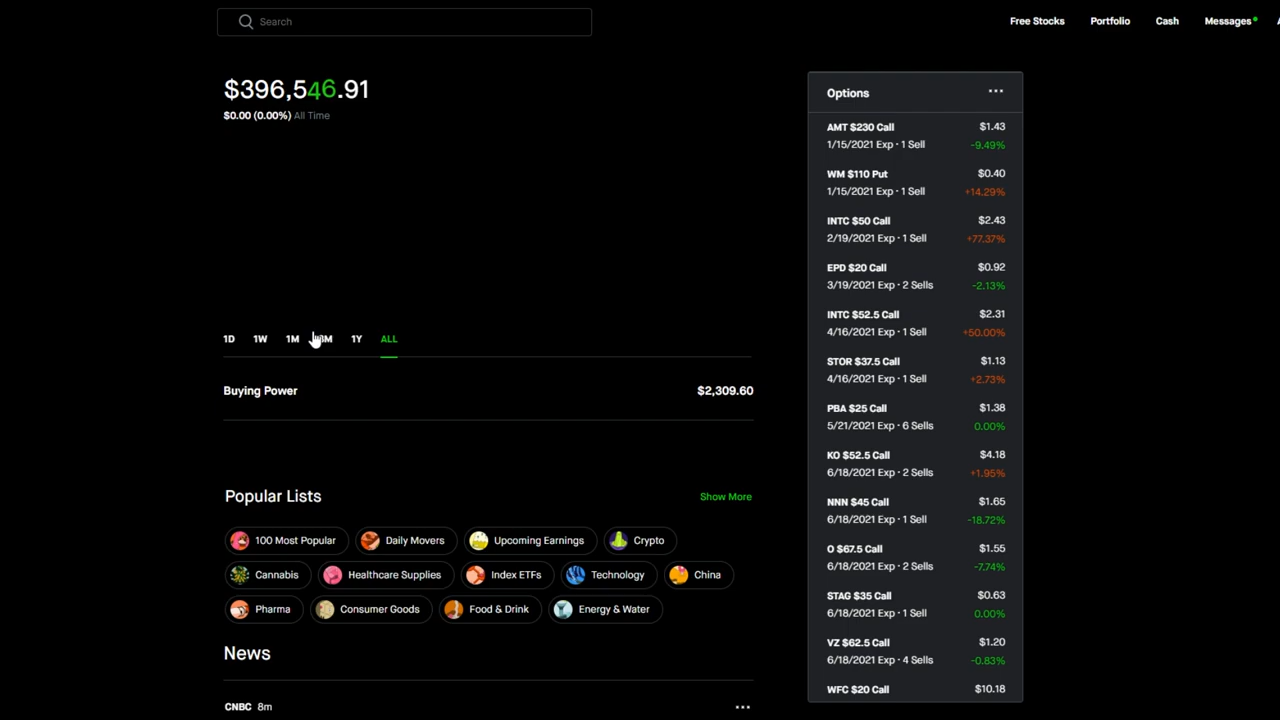 Search
Free Stocks
Portfolio
Cash
Messages
$396,546.91
$0.00 (0.00%) All Time
1D
1W
1M
3M
1Y
ALL
Buying Power
$2,309.60
Popular Lists
Show More
100 Most Popular
Daily Movers
Upcoming Earnings
Crypto
Cannabis
Healthcare Supplies
Index ETFs
Technology
China
Pharma
Consumer Goods
Food & Drink
Energy & Water
News
CNBC 8m
Options
AMT $230 Call $1.43
1/15/2021 Exp · 1 Sell -9.49%
WM $110 Put $0.40
1/15/2021 Exp · 1 Sell +14.29%
INTC $50 Call $2.43
2/19/2021 Exp · 1 Sell +77.37%
EPD $20 Call $0.92
3/19/2021 Exp · 2 Sells -2.13%
INTC $52.5 Call $2.31
4/16/2021 Exp · 1 Sell +50.00%
STOR $37.5 Call $1.13
4/16/2021 Exp · 1 Sell +2.73%
PBA $25 Call $1.38
5/21/2021 Exp · 6 Sells 0.00%
KO $52.5 Call $4.18
6/18/2021 Exp · 2 Sells +1.95%
NNN $45 Call $1.65
6/18/2021 Exp · 1 Sell -18.72%
O $67.5 Call $1.55
6/18/2021 Exp · 2 Sells -7.74%
STAG $35 Call $0.63
6/18/2021 Exp · 1 Sell 0.00%
VZ $62.5 Call $1.20
6/18/2021 Exp · 4 Sells -0.83%
WFC $20 Call $10.18